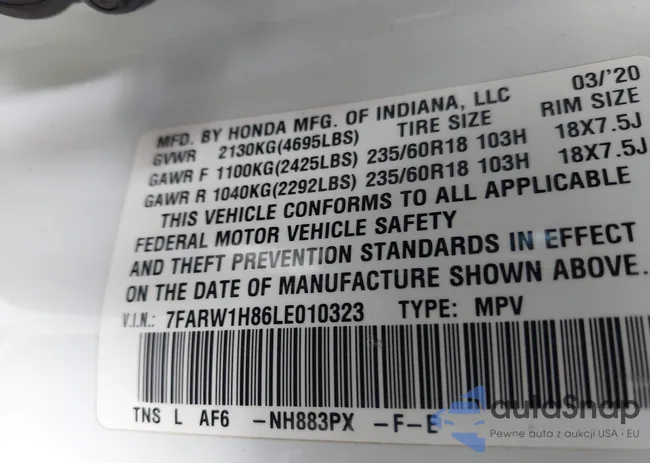 MFD. BY HONDA MFG. OF INDIANA, LLC 03/'20
GVWR 2130KG(4695LBS) TIRE SIZE RIM SIZE
GAWR F 1100KG(2425LBS) 235/60R18 103H 18X7.5J
GAWR R 1040KG(2292LBS) 235/60R18 103H 18X7.5J
THIS VEHICLE CONFORMS TO ALL APPLICABLE
FEDERAL MOTOR VEHICLE SAFETY
AND THEFT PREVENTION STANDARDS IN EFFECT
ON THE DATE OF MANUFACTURE SHOWN ABOVE.
V.I.N.: 7FARW1H86LE010323 TYPE: MPV
TNS L AF6 -NH883PX -F-E
autaSnap
Pewne auta z aukcji USA i EU